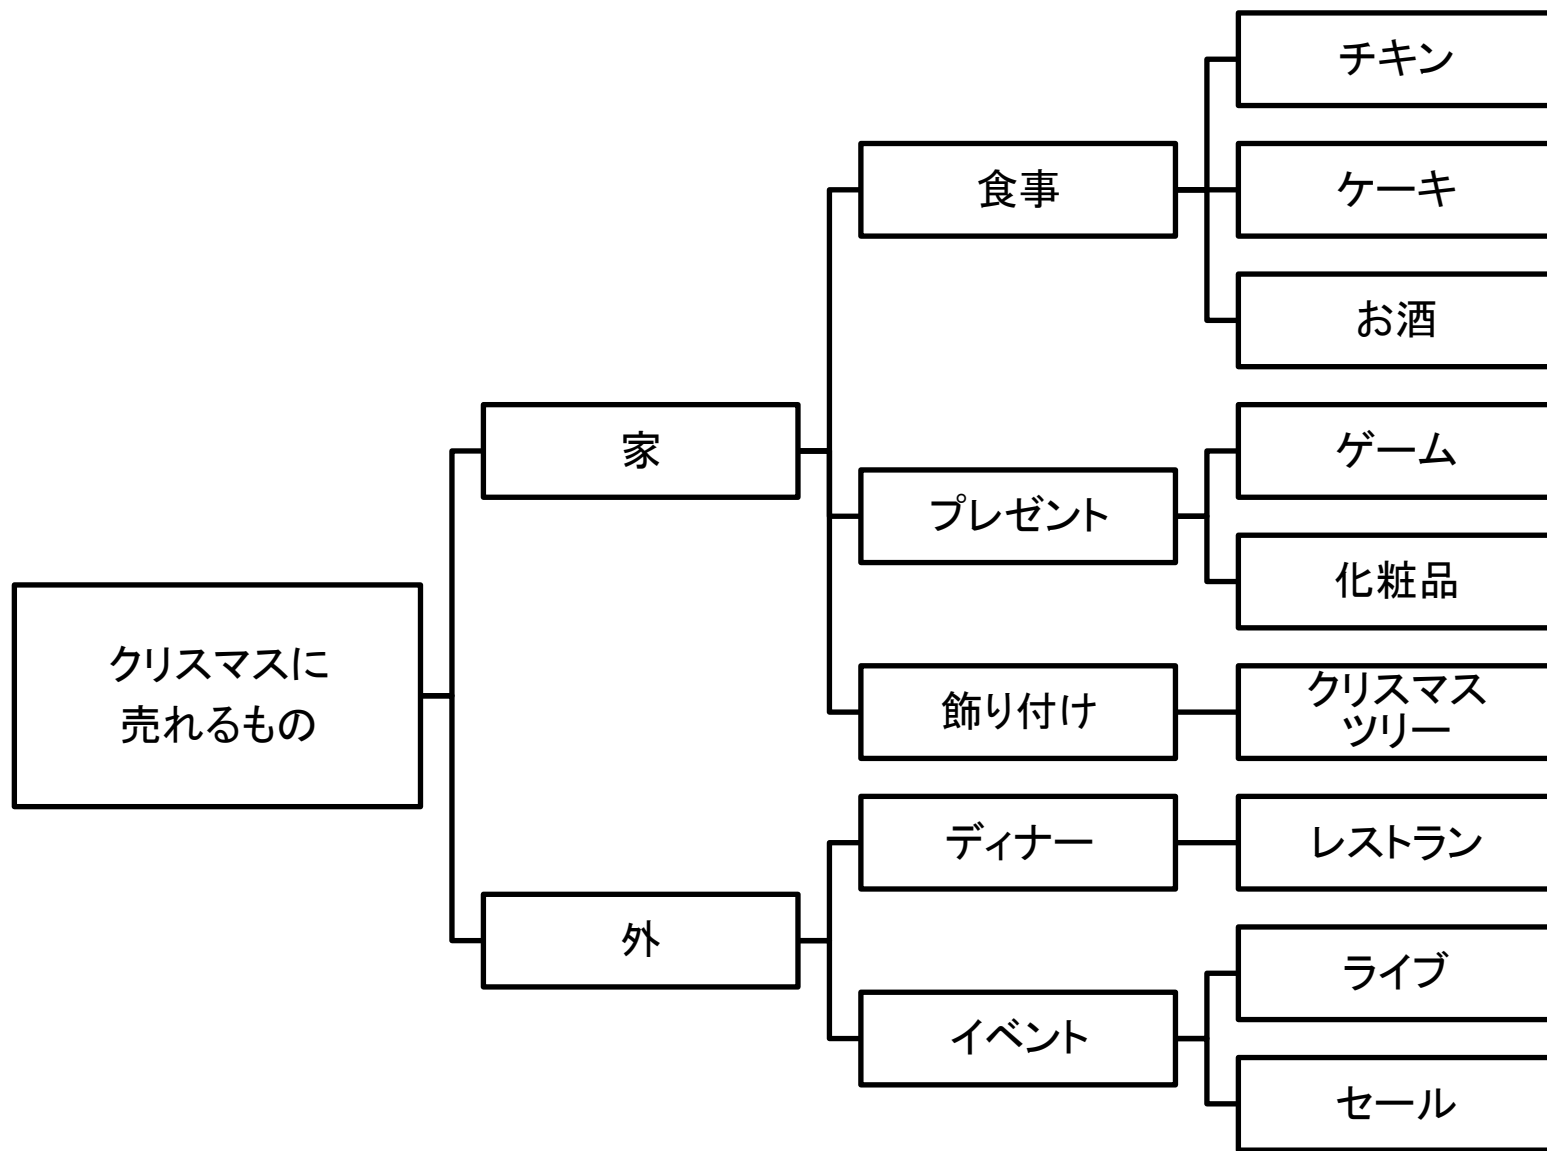 チキン
ケーキ
お酒
食事
家
ゲーム
プレゼント
化粧品
クリスマスに
売れるもの
飾り付け
クリスマス
ツリー
ディナー
レストラン
外
ライブ
イベント
セール